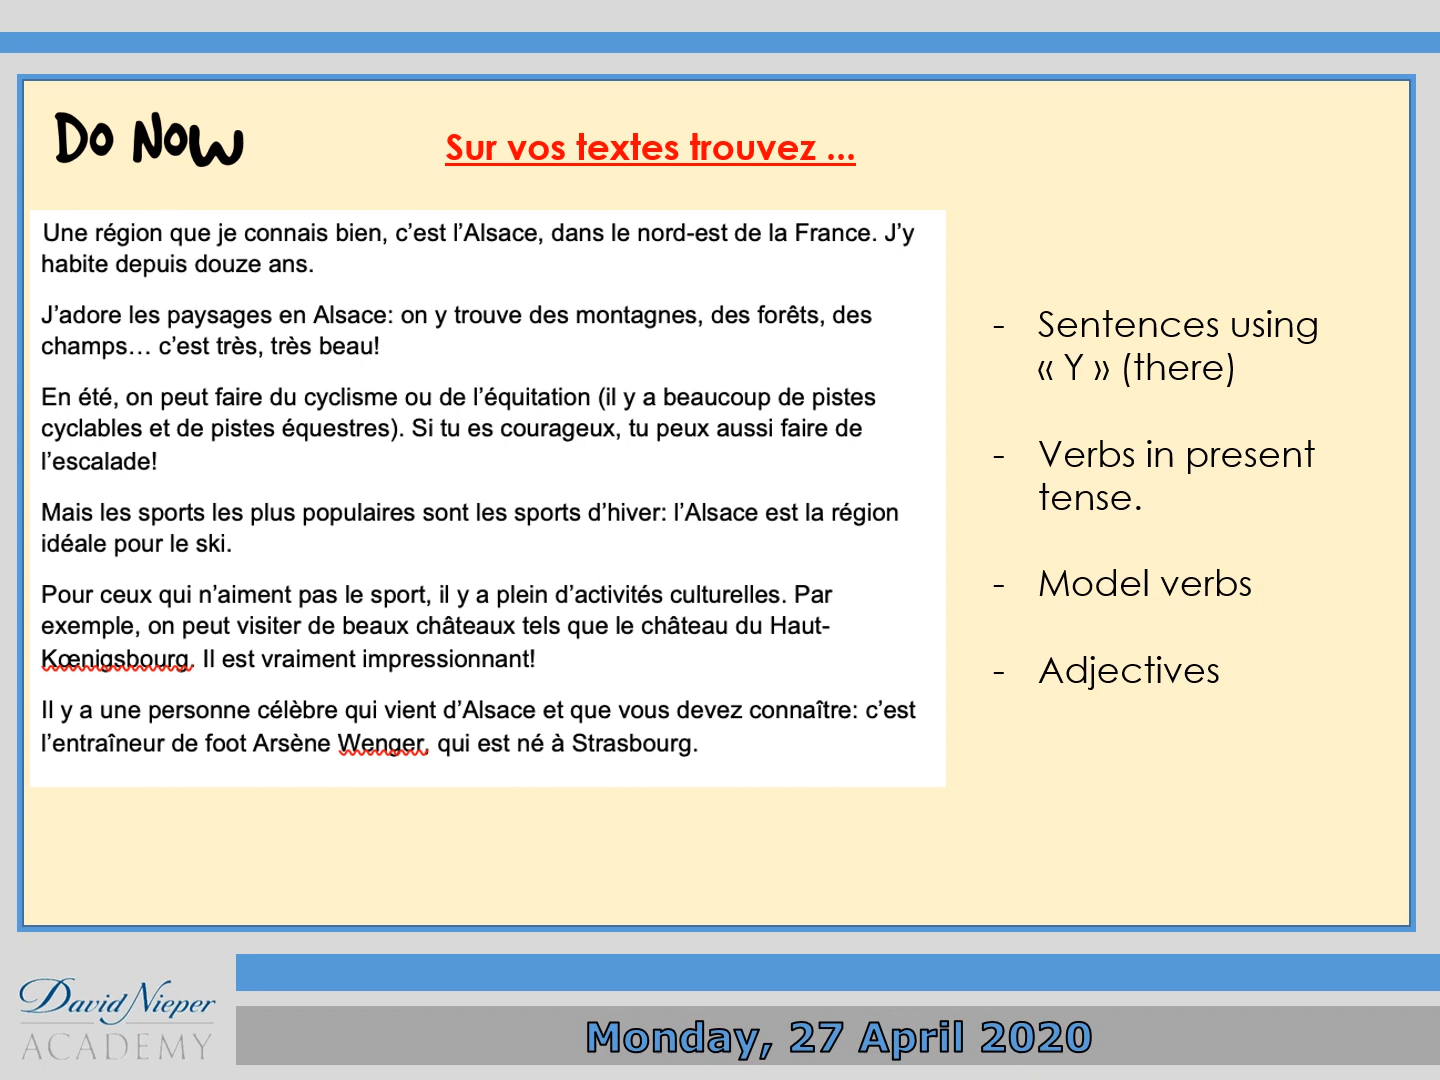 Do Now
Sur vos textes trouvez ...
Une région que je connais bien, c’est l’Alsace, dans le nord-est de la France. J’y
habite depuis douze ans.
J’adore les paysages en Alsace: on y trouve des montagnes, des forêts, des
champs… c’est très, très beau!
En été, on peut faire du cyclisme ou de l’équitation (il y a beaucoup de pistes
cyclables et de pistes équestres). Si tu es courageux, tu peux aussi faire de
l’escalade!
Mais les sports les plus populaires sont les sports d’hiver: l’Alsace est la région
idéale pour le ski.
Pour ceux qui n’aiment pas le sport, il y a plein d’activités culturelles. Par
exemple, on peut visiter de beaux châteaux tels que le château du Haut-
Kœnigsbourg. Il est vraiment impressionnant!
Il y a une personne célèbre qui vient d’Alsace et que vous devez connaître: c’est
l’entraîneur de foot Arsène Wenger, qui est né à Strasbourg.
- Sentences using
« Y » (there)
- Verbs in present
tense.
- Model verbs
- Adjectives
David Nieper
ACADEMY
Monday, 27 April 2020